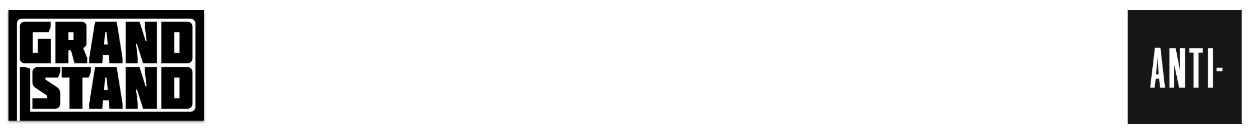 GRAND
STAND
ANTI-